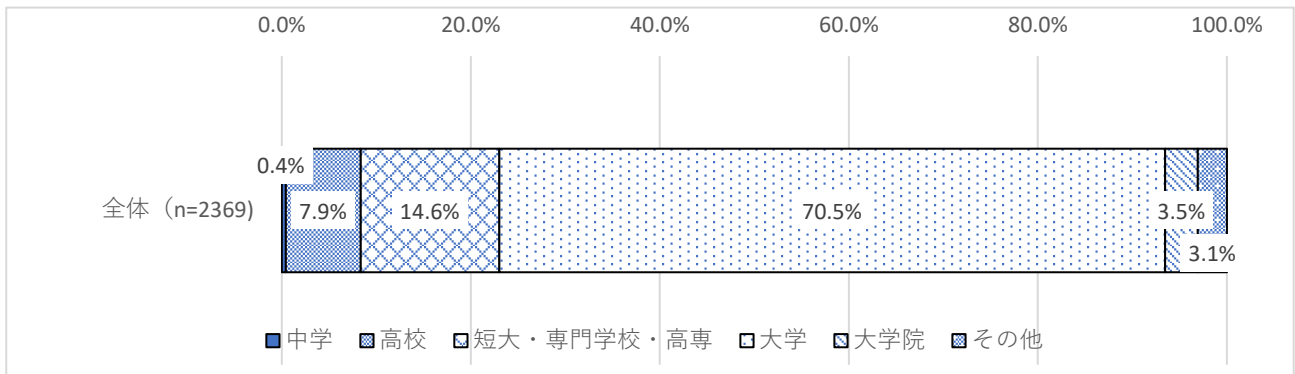 0.0% 20.0% 40.0% 60.0% 80.0% 100.0%
0.4%
全体（n=2369) 7.9% 14.6% 70.5% 3.5%
3.1%
中学 高校 短大・専門学校・高専 大学 大学院 その他